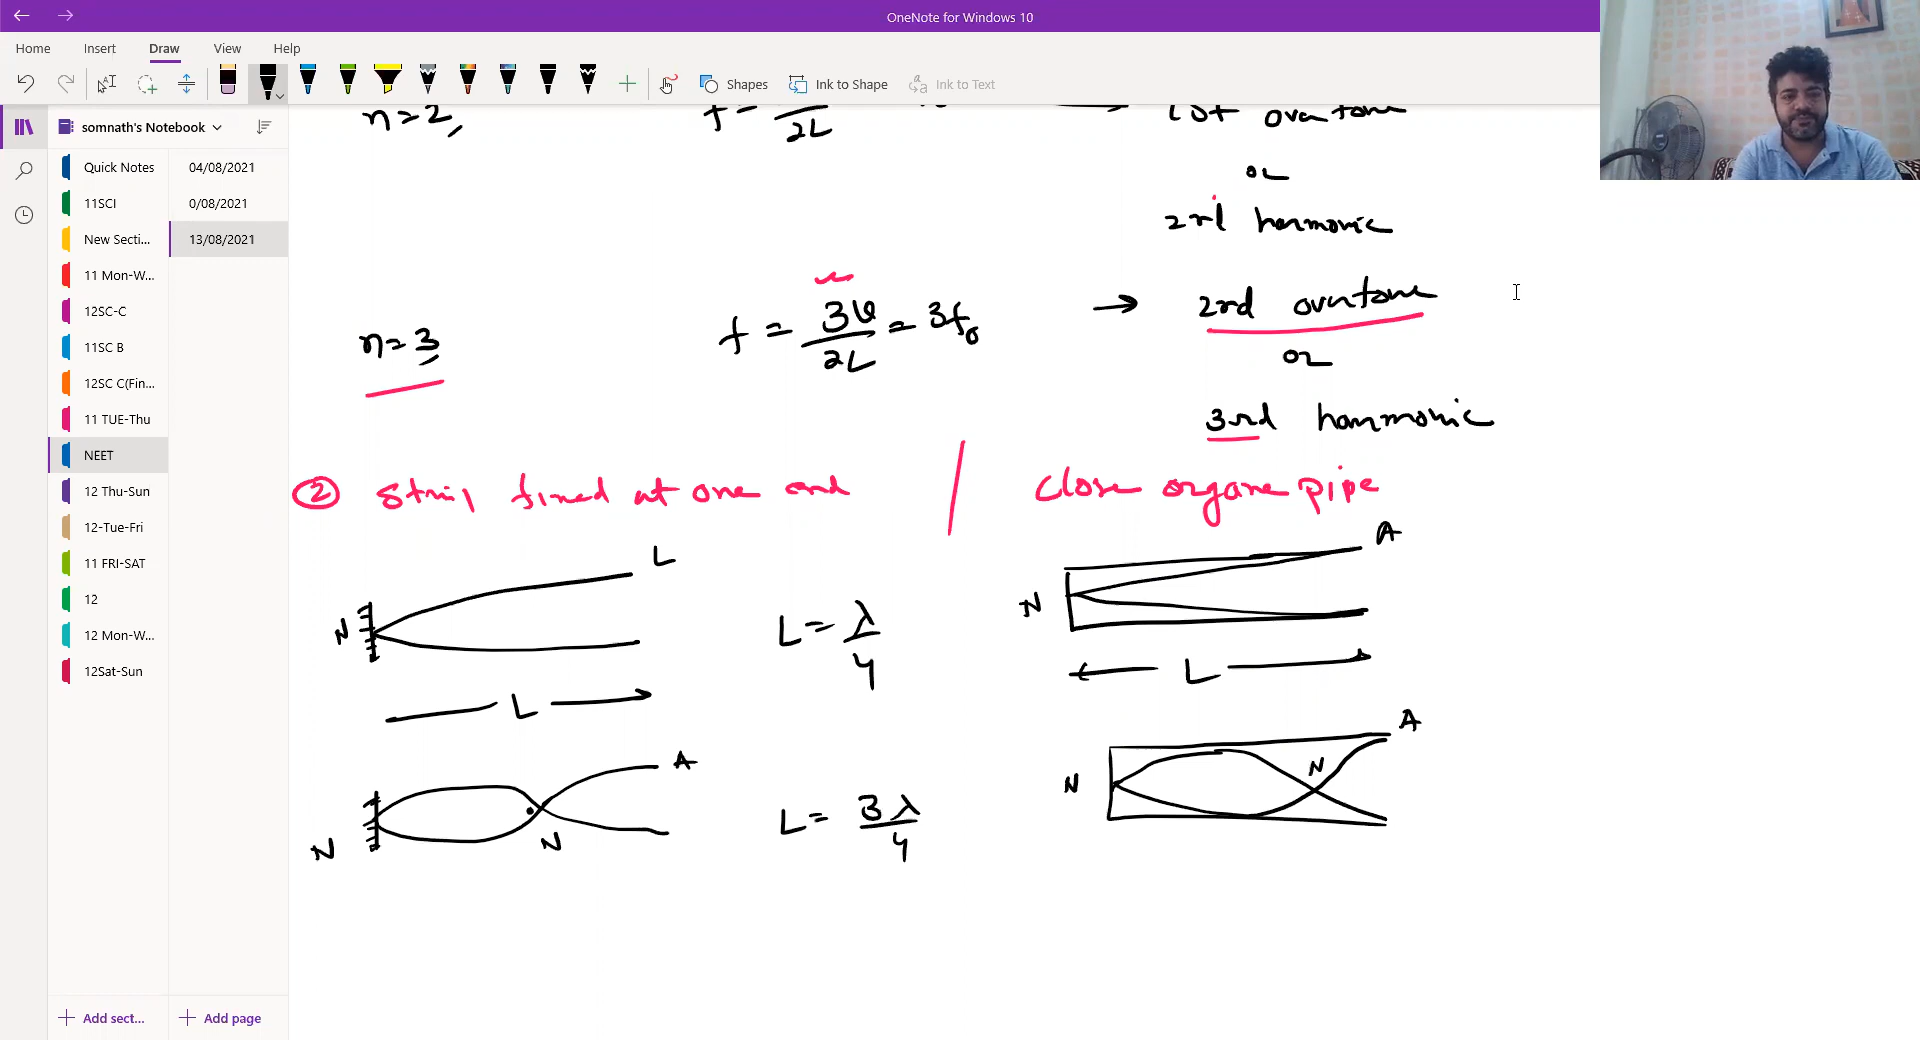 OneNote for Windows 10
Home Insert Draw View Help
Shapes Ink to Shape Ink to Text
somnath's Notebook
Quick Notes
11SCI
New Secti...
11 Mon-W...
12SC-C
11SC B
12SC C(Fin...
11 TUE-Thu
NEET
12 Thu-Sun
12-Tue-Fri
11 FRI-SAT
12
12 Mon-W...
12Sat-Sun
Add sect...
04/08/2021
0/08/2021
13/08/2021
Add page
n=2,
f = /2L
1st overtone
or
2nd harmonic
n=3
f = 3v/2L = 3f₀ → 2nd overtone
or
3rd harmonic
② string fixed at one end / Close organe pipe
L
N
L = λ/4
L
A
N
L
A
N
N
L = 3λ/4
A
N
N